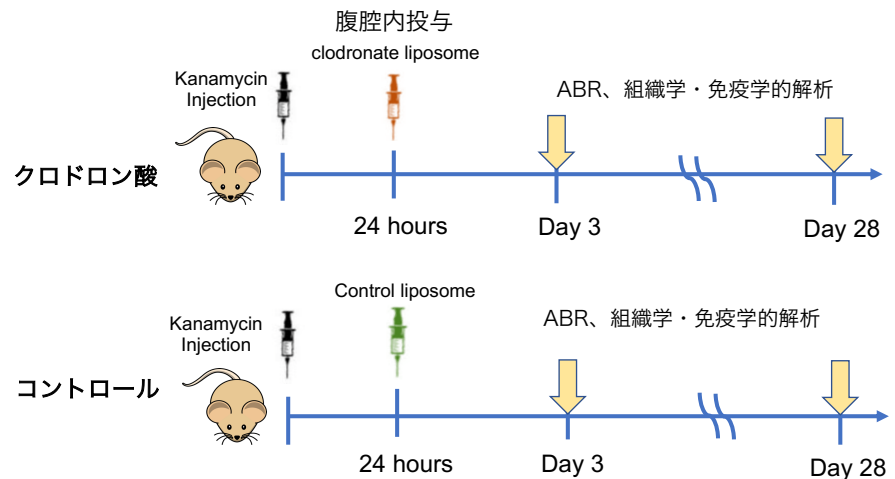 腹腔内投与
clodronate liposome
Kanamycin
Injection
ABR、組織学・免疫学的解析
クロドロン酸
24 hours
Day 3
Day 28
Control liposome
Kanamycin
Injection
ABR、組織学・免疫学的解析
コントロール
24 hours
Day 3
Day 28